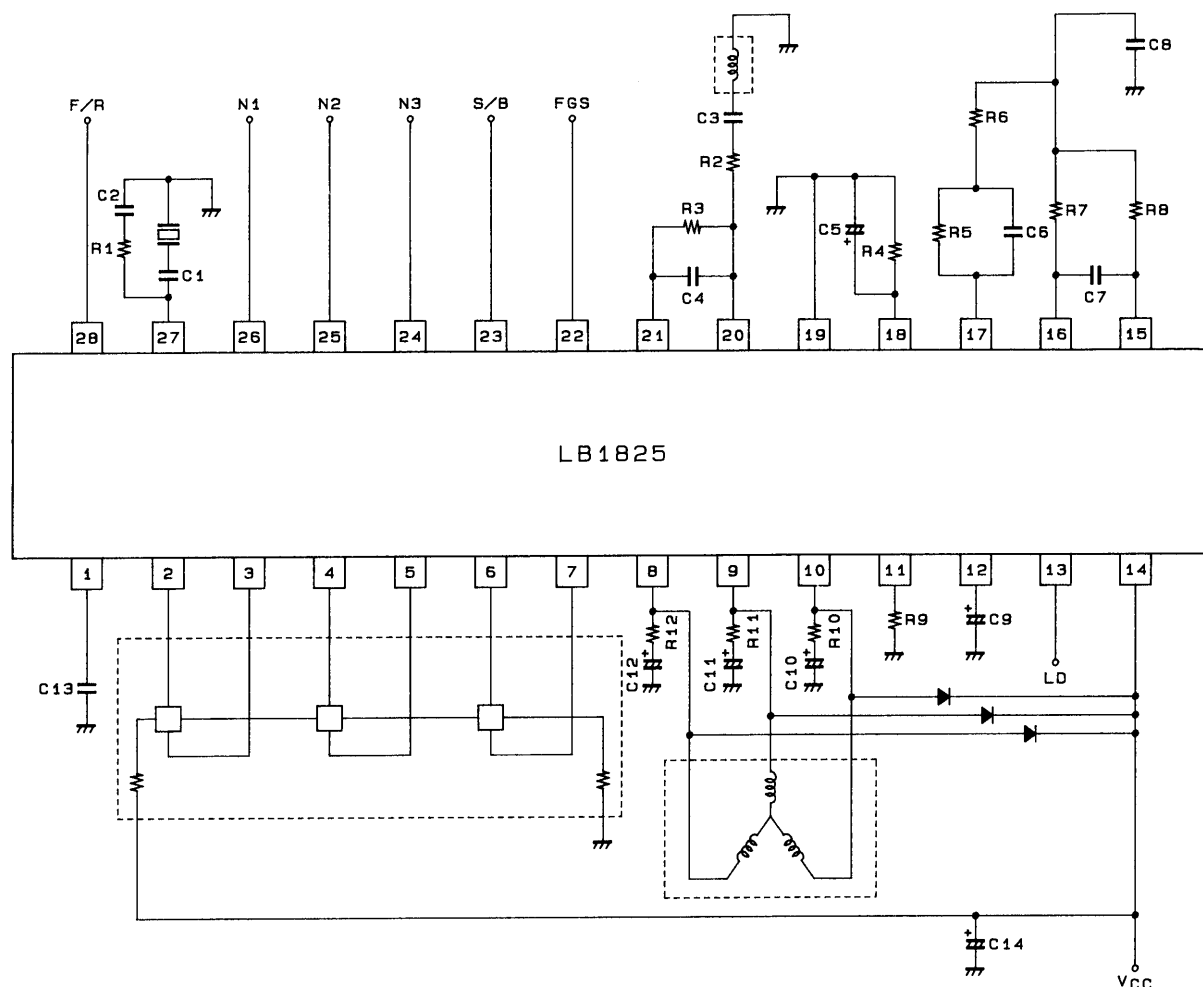 C8
F/R N1 N2 N3 S/B FGS
C3
R6
R2
C2
R3
R7 R8
R1
C5
R4
R5
C6
C1
C4
C7
28 27 26 25 24 23 22 21 20 19 18 17 16 15
LB1825
1 2 3 4 5 6 7 8 9 10 11 12 13 14
+ R12 + R11 + R10 R9 + C9
C13
C12 C11 C10
LD
+ C14
VCC